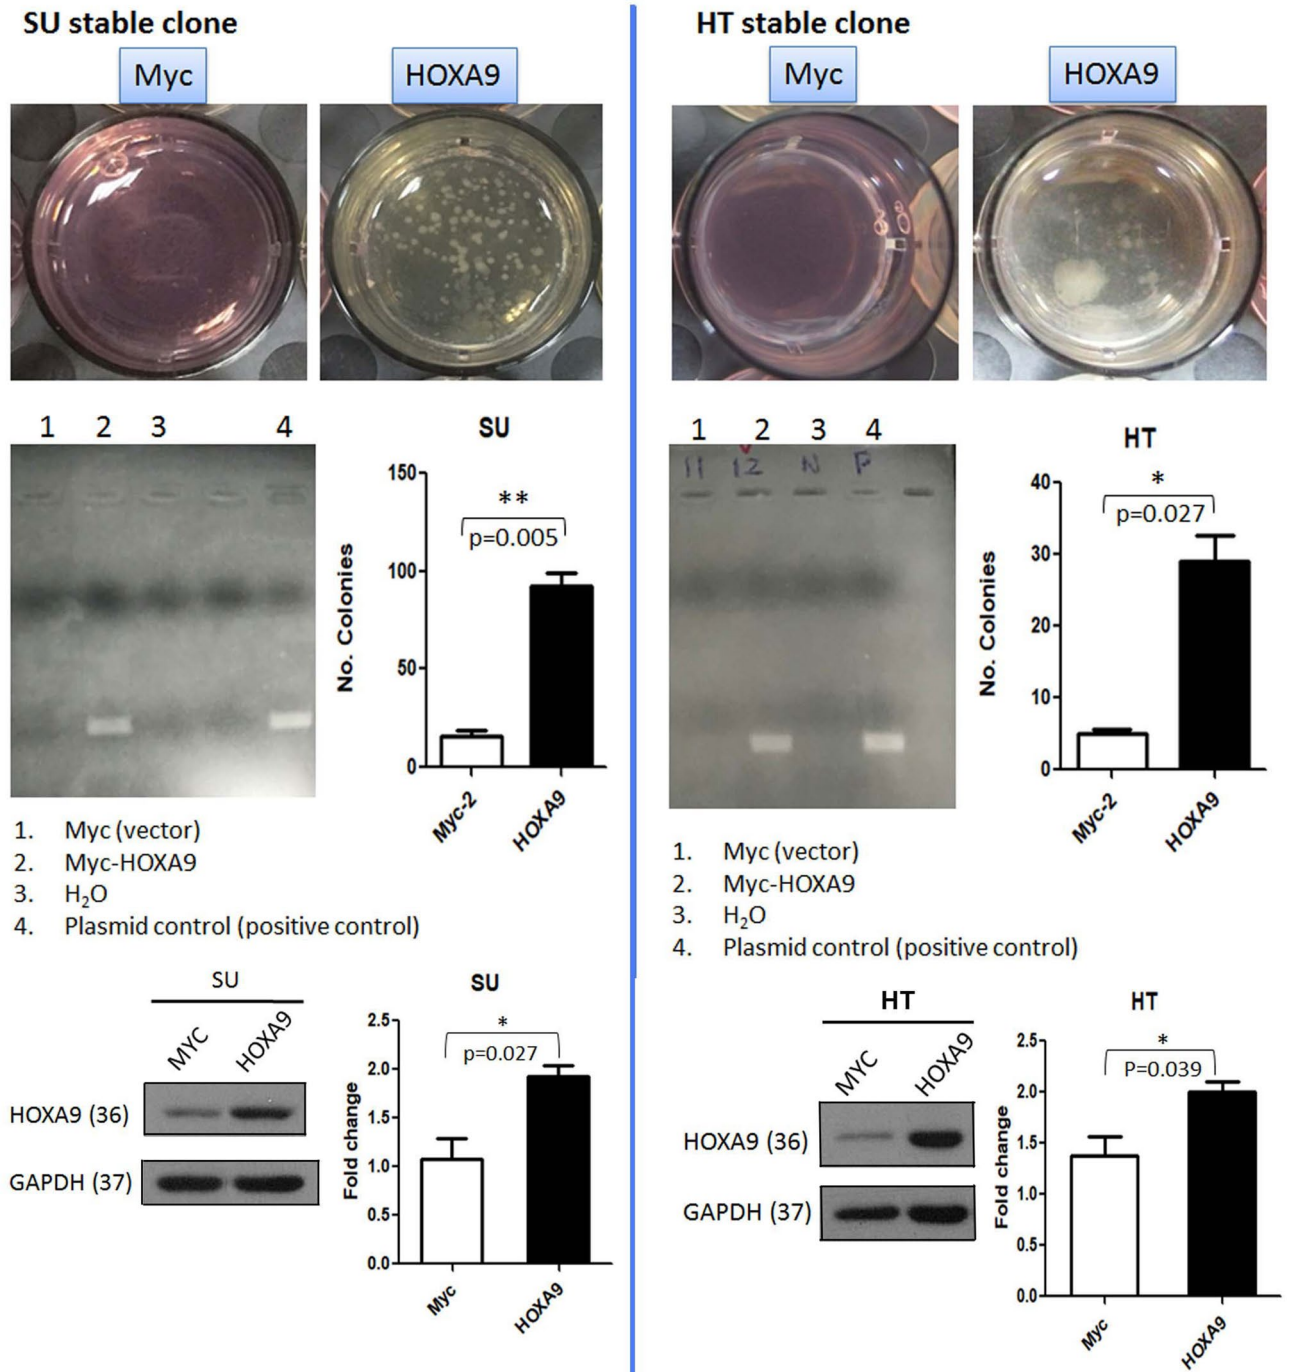 SU stable clone
Myc
HOXA9
1 2 3 4
SU
150
100
50
0
No. Colonies
**
p=0.005
Myc-2
HOXA9
1. Myc (vector)
2. Myc-HOXA9
3. H₂O
4. Plasmid control (positive control)
SU
MYC
HOXA9
HOXA9 (36)
GAPDH (37)
SU
2.5
2.0
1.5
1.0
0.5
0.0
Fold change
*
p=0.027
Myc
HOXA9
HT stable clone
Myc
HOXA9
1 2 3 4
11 12 N P
HT
40
30
20
10
0
No. Colonies
*
p=0.027
Myc-2
HOXA9
1. Myc (vector)
2. Myc-HOXA9
3. H₂O
4. Plasmid control (positive control)
HT
MYC
HOXA9
HOXA9 (36)
GAPDH (37)
HT
2.5
2.0
1.5
1.0
0.5
0.0
Fold change
*
P=0.039
Myc
HOXA9